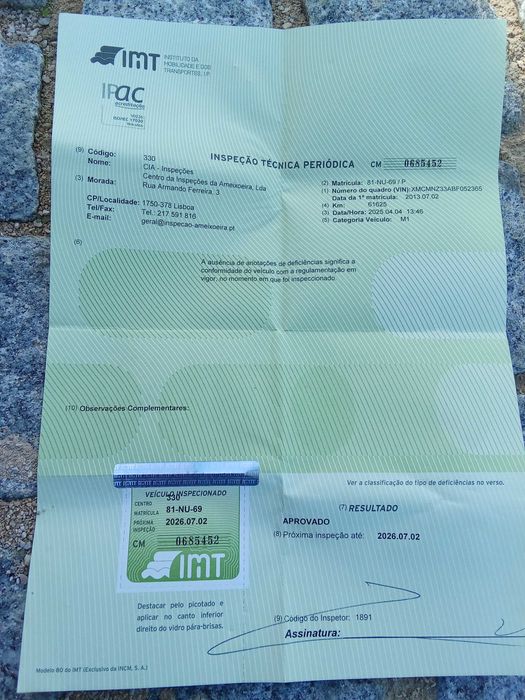 IMT INSTITUTO DA
MOBILIDADE E DOS
TRANSPORTES, I.P.
IPac
acreditação
(9) Código: 330
Nome: CIA - Inspeções
Centro de Inspeções da Ameixoeira, Lda
(3) Morada: Rua Armando Ferreira, 3
CP/Localidade: 1750-378 Lisboa
Tel/Fax: Tel.: 217 591 816
E-mail: geral@inspecao-ameixoeira.pt
INSPEÇÃO TÉCNICA PERIÓDICA CM 0685452
(2) Matrícula: 81-NU-69 / P
(1) Número do quadro (VIN): XMCMNZ33ABF052365
Data da 1ª matrícula: 2013.07.02
(4) Km: 61625
(3) Data/Hora: 2025.04.04 13:46
(5) Categoria Veículo: M1
(6)
A ausência de anotações de deficiências significa a
conformidade do veículo com a regulamentação em
vigor, no momento em que foi inspeccionado.
(10) Observações Complementares:
Ver a classificação do tipo de deficiências no verso.
VEÍCULO INSPECIONADO
CENTRO 330
MATRÍCULA 81-NU-69
PRÓXIMA INSPEÇÃO 2026.07.02
CM 0685452
IMT
(7) RESULTADO
APROVADO
(8) Próxima inspeção até: 2026.07.02
Destacar pelo picotado e
aplicar no canto inferior
direito do vidro pára-brisas.
(9) Código do Inspetor: 1891
Assinatura:
Modelo 80 do IMT (Exclusivo da INCM, S. A.)